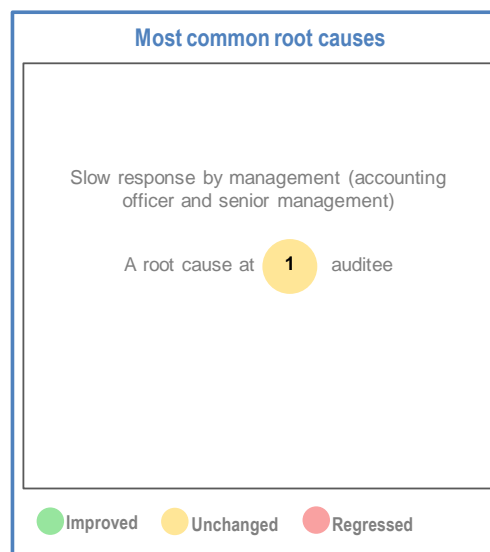 Most common root causes
Slow response by management (accounting
officer and senior management)
A root cause at 1 auditee
Improved Unchanged Regressed